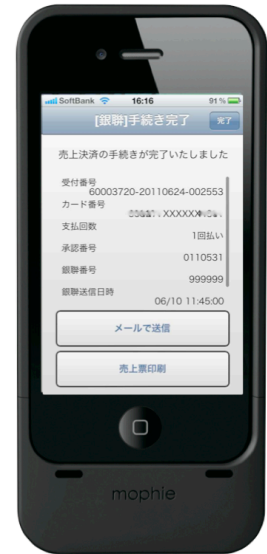 SoftBank 16:16 91%
[銀聯]手続き完了 完了
売上決済の手続きが完了いたしました
受付番号
60003720-20110624-002553
カード番号
XXXXXX
支払回数
1回払い
承認番号
0110531
銀聯番号
999999
銀聯送信日時
06/10 11:45:00
メールで送信
売上票印刷
mophie